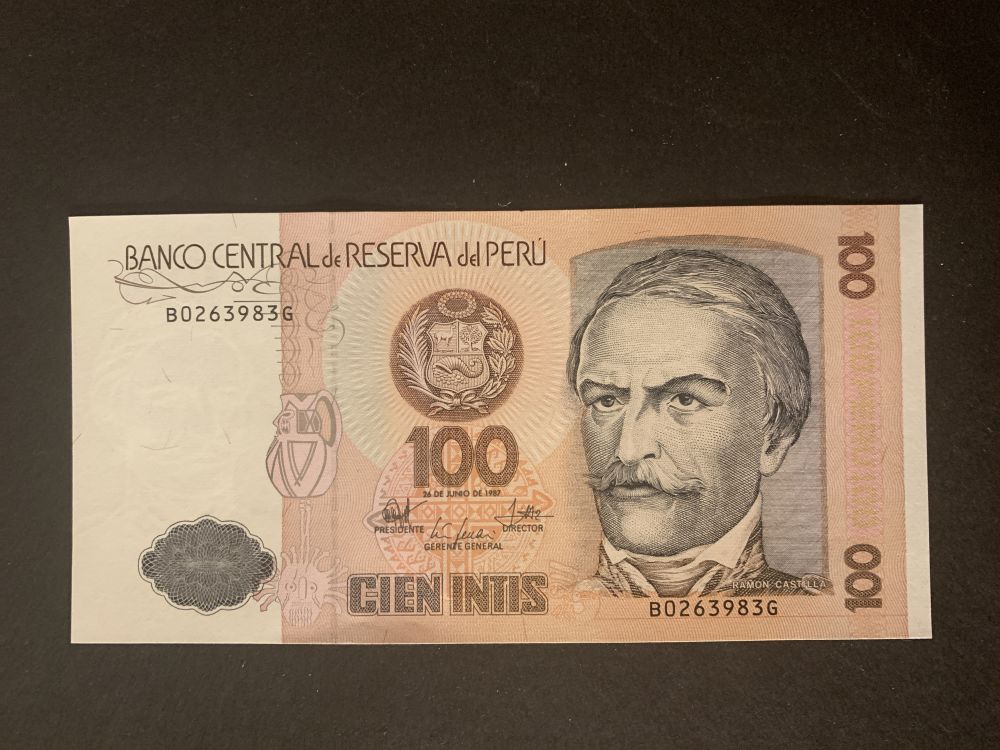 BANCO CENTRAL de RESERVA del PERÚ
B0263983G
100
100
26 DE JUNIO DE 1987
PRESIDENTE
DIRECTOR
GERENTE GENERAL
CIEN INTIS
RAMON CASTILLA
B0263983G
100